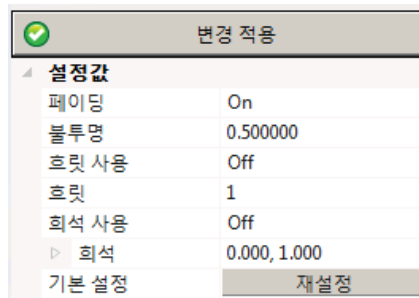 변경 적용
설정값
페이딩 On
불투명 0.500000
흐릿 사용 Off
흐릿 1
희석 사용 Off
희석 0.000, 1.000
기본 설정 재설정